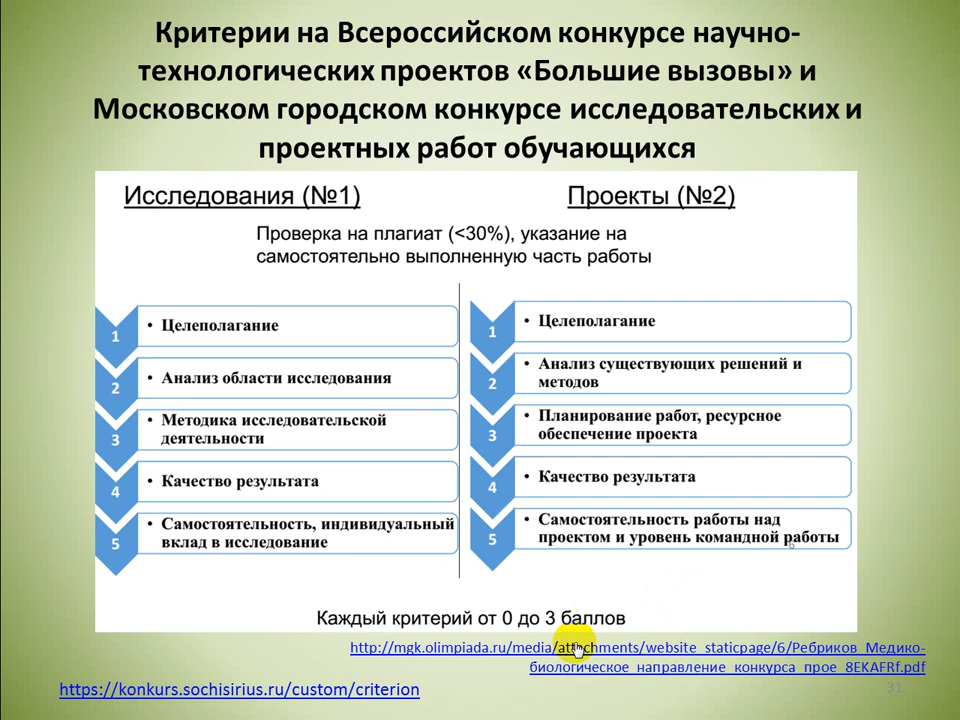 Критерии на Всероссийском конкурсе научно-
технологических проектов «Большие вызовы» и
Московском городском конкурсе исследовательских и
проектных работ обучающихся
Исследования (№1)
Проекты (№2)
Проверка на плагиат (<30%), указание на
самостоятельно выполненную часть работы
1
• Целеполагание
2
• Анализ области исследования
3
• Методика исследовательской
деятельности
4
• Качество результата
5
• Самостоятельность, индивидуальный
вклад в исследование
1
• Целеполагание
2
• Анализ существующих решений и
методов
3
• Планирование работ, ресурсное
обеспечение проекта
4
• Качество результата
5
• Самостоятельность работы над
проектом и уровень командной работы
6
Каждый критерий от 0 до 3 баллов
http://mgk.olimpiada.ru/media/attachments/website_staticpage/6/Ребриков_Медико-
биологическое_направление_конкурса_прое_8EKAFRf.pdf
https://konkurs.sochisirius.ru/custom/criterion
31